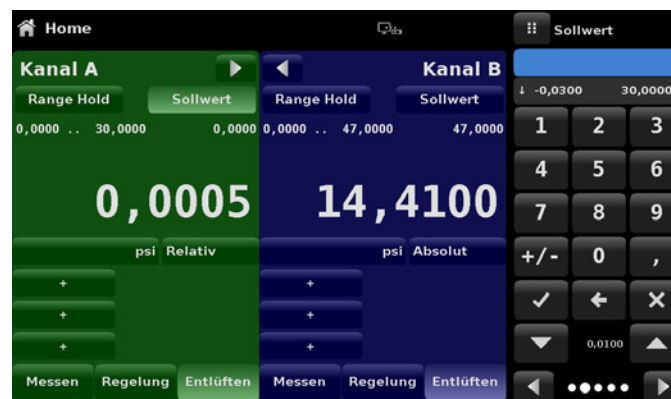 Home
Sollwert
Kanal A
Kanal B
Range Hold Sollwert Range Hold Sollwert
0,0000 .. 30,0000 0,0000 0,0000 .. 47,0000 47,0000
0,0005 14,4100
psi Relativ psi Absolut
+ +
+ +
+ +
Messen Regelung Entlüften Messen Regelung Entlüften
↓ -0,0300 30,0000
1 2 3
4 5 6
7 8 9
+/- 0 ,
0,0100